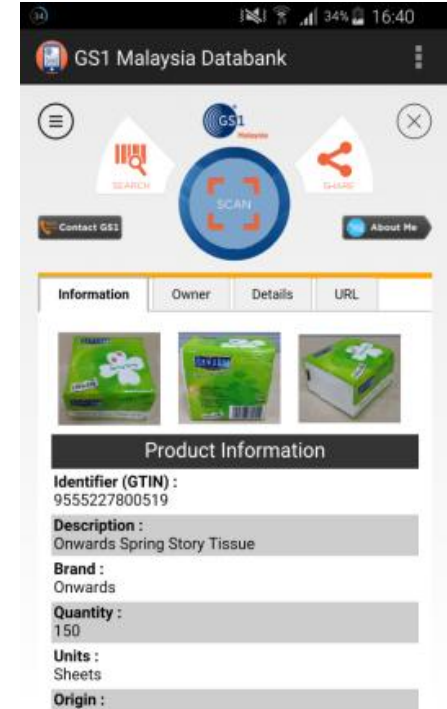 34% 16:40
GS1 Malaysia Databank
GS1
Malaysia
SEARCH
SCAN
SHARE
Contact GS1
About Me
Information Owner Details URL
Product Information
Identifier (GTIN) :
9555227800519
Description :
Onwards Spring Story Tissue
Brand :
Onwards
Quantity :
150
Units :
Sheets
Origin :